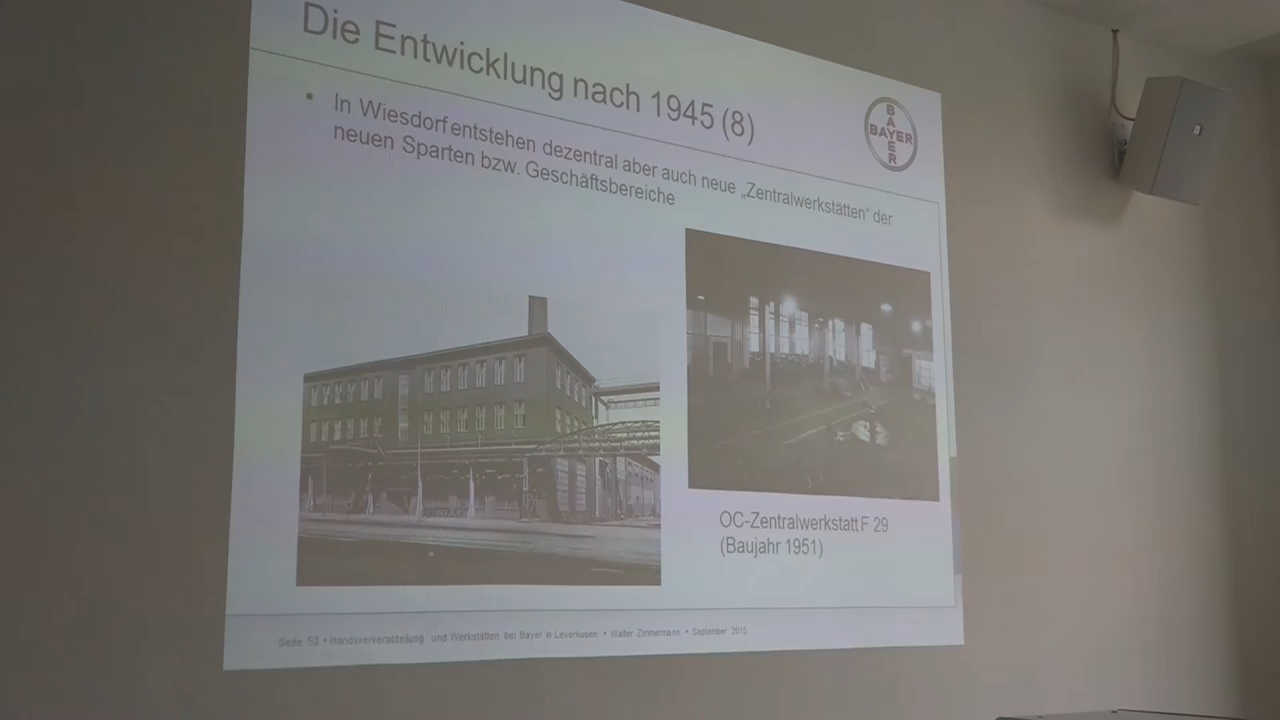 Die Entwicklung nach 1945 (8)
BAYER
BAYER
• In Wiesdorf entstehen dezentral aber auch neue „Zentralwerkstätten“ der
neuen Sparten bzw. Geschäftsbereiche
OC-Zentralwerkstatt F 29
(Baujahr 1951)
Seite 53 • Handwerkerabteilung und Werkstätten bei Bayer in Leverkusen • Walter Zimmermann • September 2015